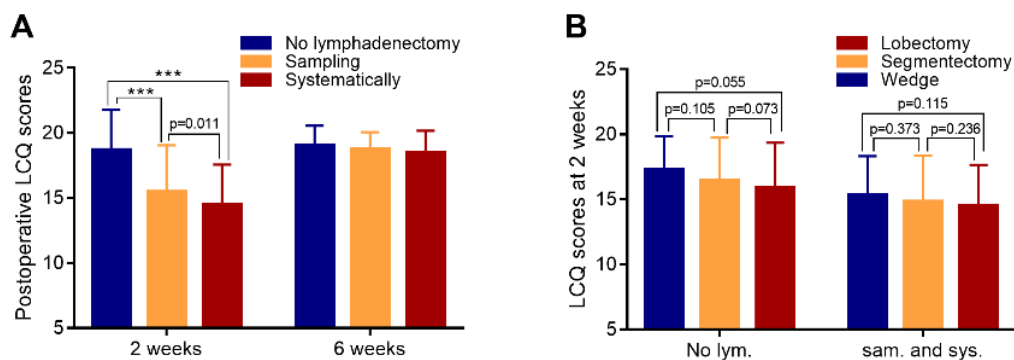 A
No lymphadenectomy
Sampling
Systematically
Postoperative LCQ scores
25
20
15
10
5
***
***
p=0.011
2 weeks
6 weeks
B
Lobectomy
Segmentectomy
Wedge
LCQ scores at 2 weeks
25
20
15
10
5
p=0.055
p=0.105
p=0.073
p=0.115
p=0.373
p=0.236
No lym.
sam. and sys.